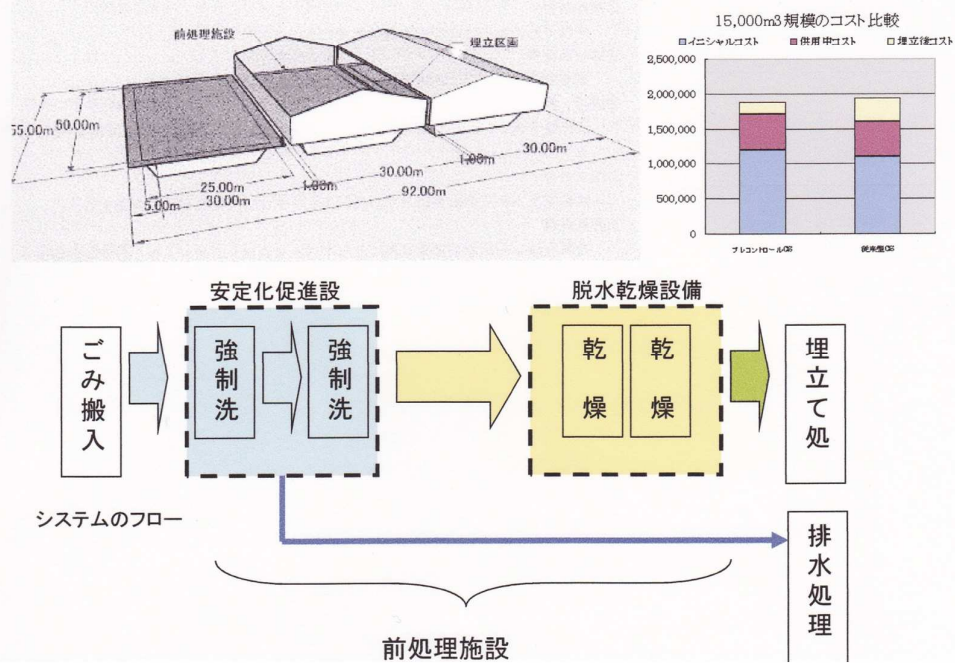 前処理施設
埋立区画
55.00m
50.00m
25.00m
5.00m
30.00m
1.00m
30.00m
1.00m
30.00m
92.00m
15,000m3規模のコスト比較
イニシャルコスト
供用中コスト
埋立後コスト
2,500,000
2,000,000
1,500,000
1,000,000
500,000
0
プレコントロールCS
従来型CS
安定化促進設
脱水乾燥設備
ごみ搬入
強制洗
強制洗
乾燥
乾燥
埋立て処
システムのフロー
排水処理
前処理施設